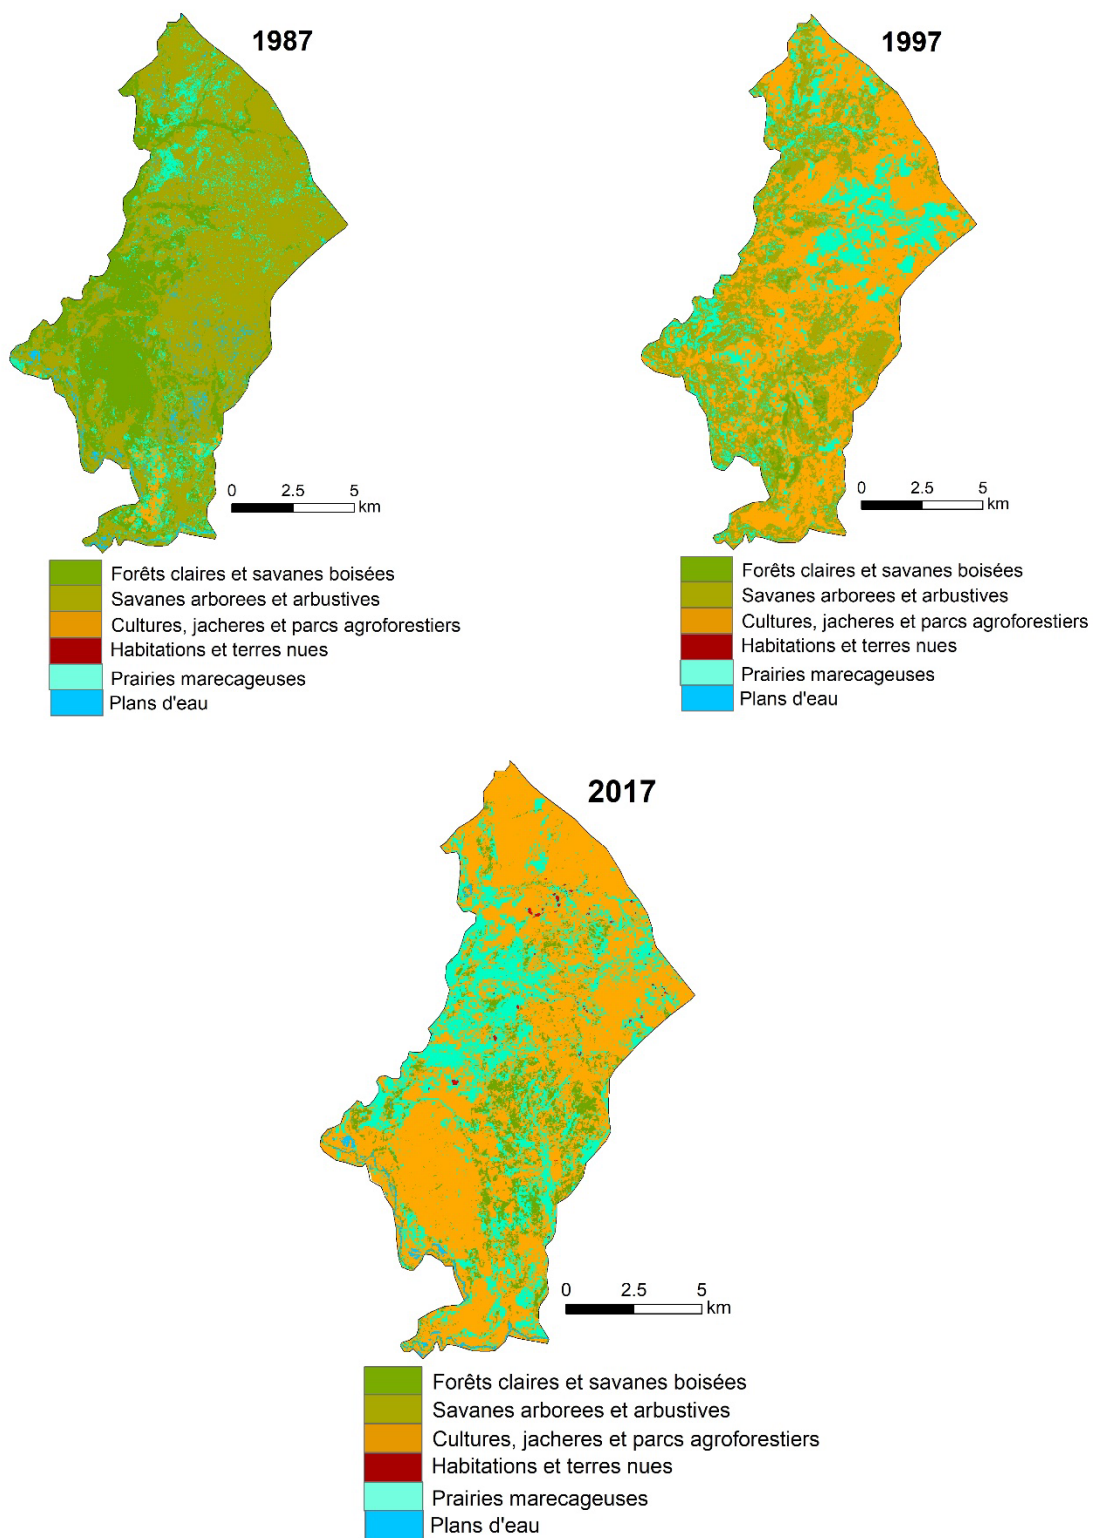 1987
0 2.5 5
km
Forêts claires et savanes boisées
Savanes arborees et arbustives
Cultures, jacheres et parcs agroforestiers
Habitations et terres nues
Prairies marecageuses
Plans d'eau
1997
0 2.5 5
km
Forêts claires et savanes boisées
Savanes arborees et arbustives
Cultures, jacheres et parcs agroforestiers
Habitations et terres nues
Prairies marecageuses
Plans d'eau
2017
0 2.5 5
km
Forêts claires et savanes boisées
Savanes arborees et arbustives
Cultures, jacheres et parcs agroforestiers
Habitations et terres nues
Prairies marecageuses
Plans d'eau